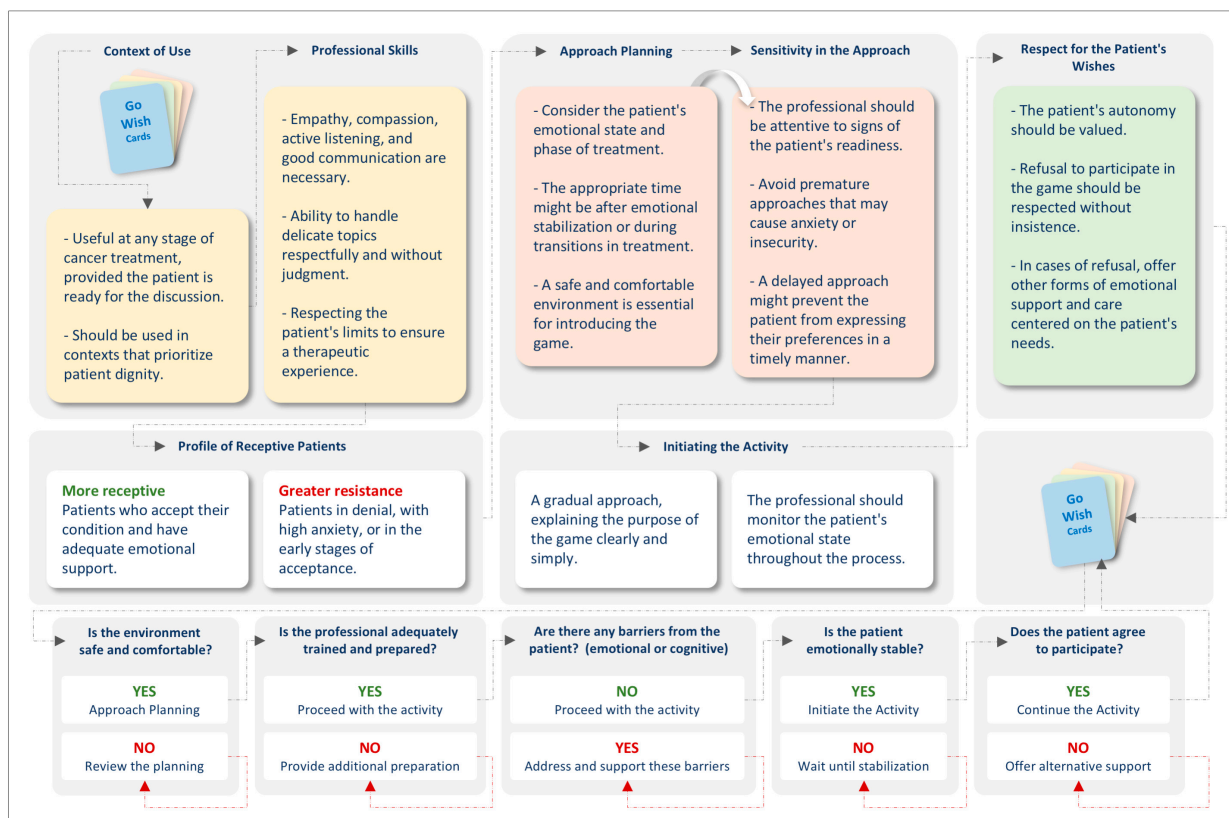 Context of Use
Go
Wish
Cards
- Useful at any stage of
cancer treatment,
provided the patient is
ready for the discussion.
- Should be used in
contexts that prioritize
patient dignity.
Professional Skills
- Empathy, compassion,
active listening, and
good communication are
necessary.
- Ability to handle
delicate topics
respectfully and without
judgment.
- Respecting the
patient's limits to ensure
a therapeutic
experience.
Approach Planning
- Consider the patient's
emotional state and
phase of treatment.
- The appropriate time
might be after emotional
stabilization or during
transitions in treatment.
- A safe and comfortable
environment is essential
for introducing the
game.
Sensitivity in the Approach
- The professional should
be attentive to signs of
the patient's readiness.
- Avoid premature
approaches that may
cause anxiety or
insecurity.
- A delayed approach
might prevent the
patient from expressing
their preferences in a
timely manner.
Respect for the Patient's
Wishes
- The patient's autonomy
should be valued.
- Refusal to participate in
the game should be
respected without
insistence.
- In cases of refusal, offer
other forms of emotional
support and care
centered on the patient's
needs.
Profile of Receptive Patients
More receptive
Patients who accept their
condition and have
adequate emotional
support.
Greater resistance
Patients in denial, with
high anxiety, or in the
early stages of
acceptance.
Initiating the Activity
A gradual approach,
explaining the purpose of
the game clearly and
simply.
The professional should
monitor the patient's
emotional state
throughout the process.
Go
Wish
Cards
Is the environment
safe and comfortable?
YES
Approach Planning
NO
Review the planning
Is the professional adequately
trained and prepared?
YES
Proceed with the activity
NO
Provide additional preparation
Are there any barriers from the
patient? (emotional or cognitive)
NO
Proceed with the activity
YES
Address and support these barriers
Is the patient
emotionally stable?
YES
Initiate the Activity
NO
Wait until stabilization
Does the patient agree
to participate?
YES
Continue the Activity
NO
Offer alternative support